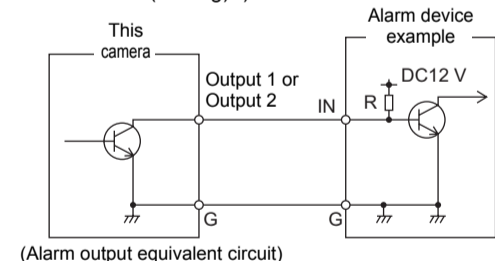 This
camera
Alarm device
example
Output 1 or
Output 2
IN
R
DC12 V
G
G
(Alarm output equivalent circuit)